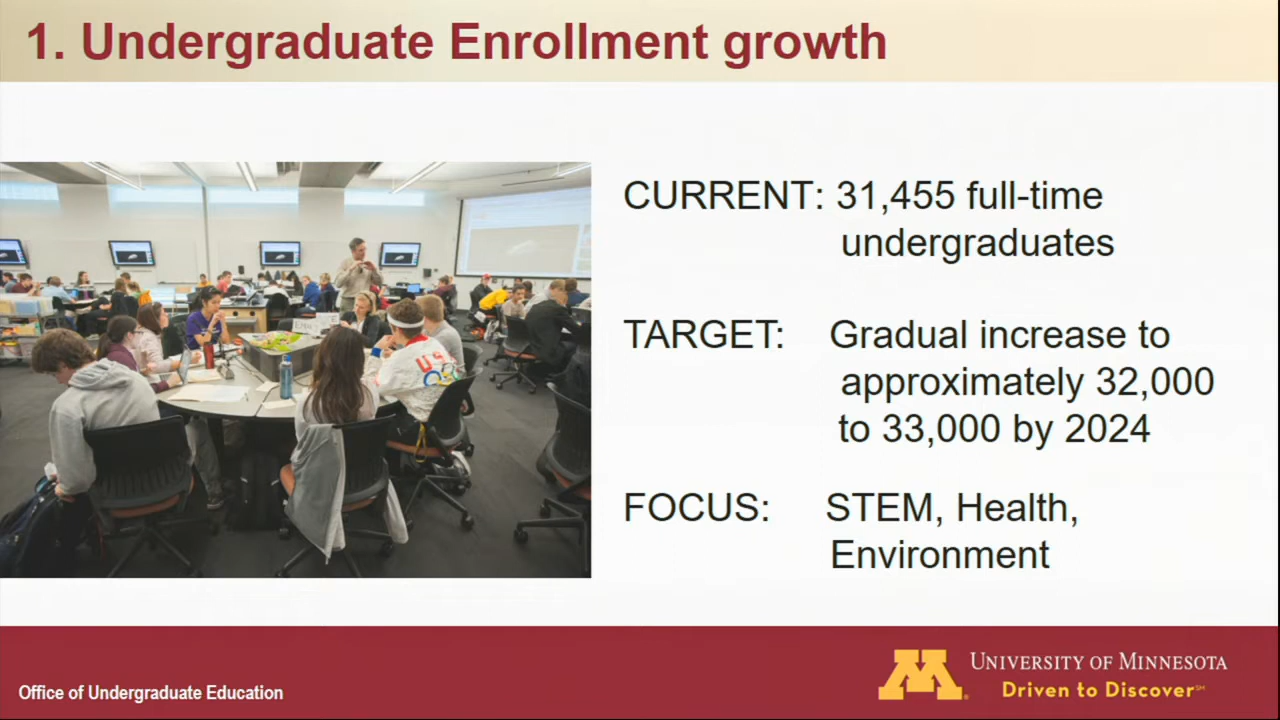 1. Undergraduate Enrollment growth
CURRENT: 31,455 full-time
undergraduates
TARGET: Gradual increase to
approximately 32,000
to 33,000 by 2024
FOCUS: STEM, Health,
Environment
U S
Office of Undergraduate Education
M®
UNIVERSITY OF MINNESOTA
Driven to Discover℠